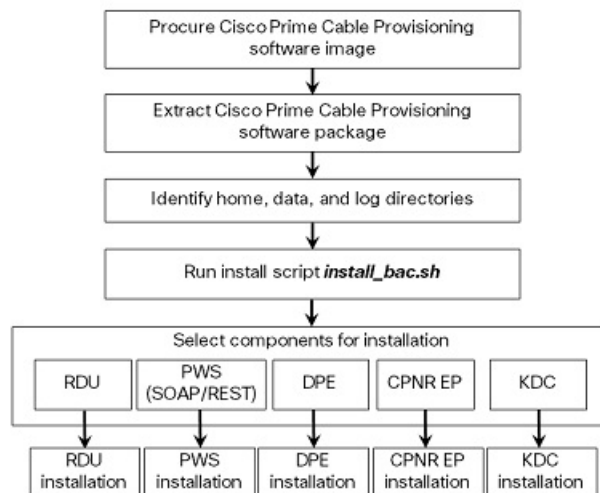 Procure Cisco Prime Cable Provisioning
software image
Extract Cisco Prime Cable Provisioning
software package
Identify home, data, and log directories
Run install script install_bac.sh
Select components for installation
RDU
PWS
(SOAP/REST)
DPE
CPNR EP
KDC
RDU
installation
PWS
installation
DPE
installation
CPNR EP
installation
KDC
installation